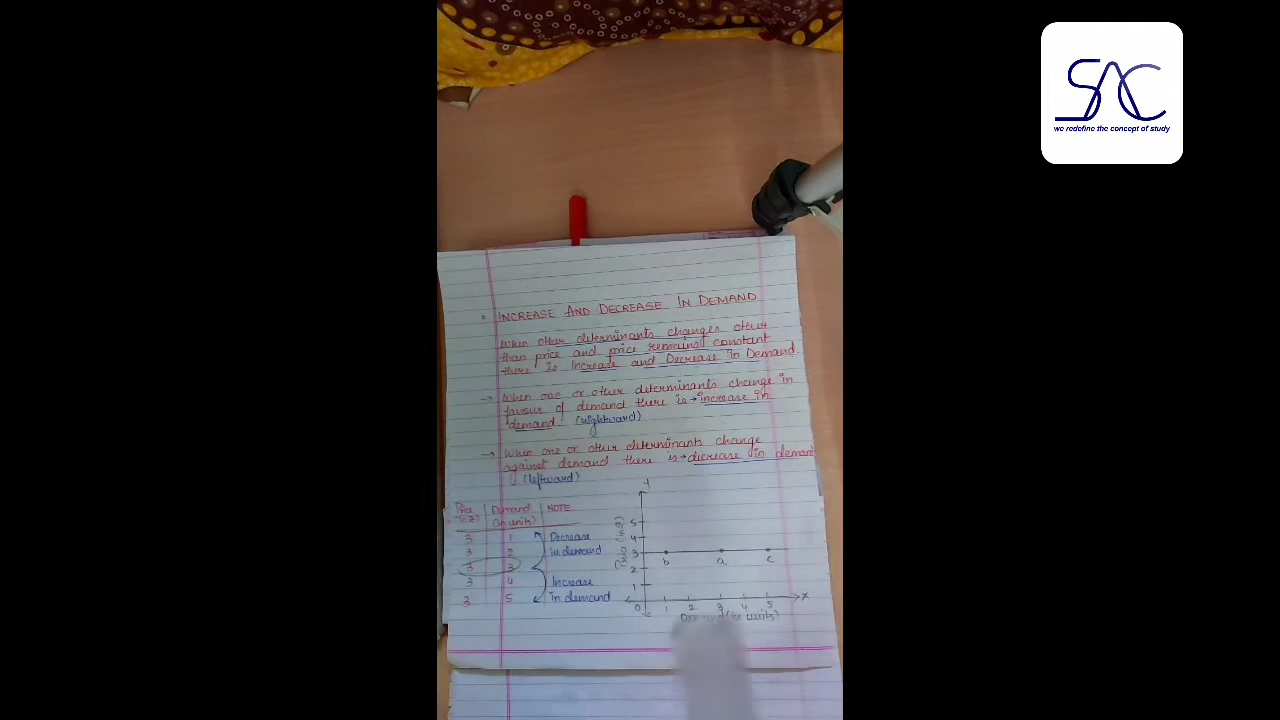 SAC
we redefine the concept of study
= INCREASE AND DECREASE IN DEMAND
When other determinants changes other
than price and price remains constant
there is Increase and Decrease In Demand.
→ When one or other determinants change in
favour of demand there is → increase in
demand. (rightward)
→ When one or other determinants change
against demand there is → decrease in demand
(leftward)
Demand NOTE
(in units)
3 1 Decrease
3 2 in demand
3 3
3 4 Increase
3 5 in demand
Y
5
4
3
2
1
b a c
0 1 2 3 4 5 X
(in units)